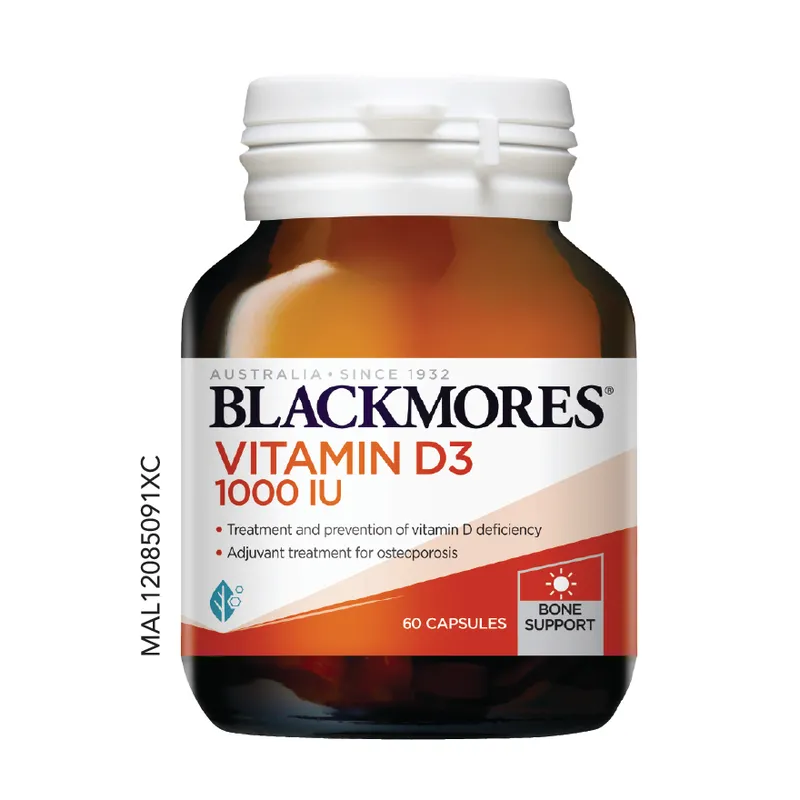 AUSTRALIA • SINCE 1932
BLACKMORES®
VITAMIN D3
1000 IU
• Treatment and prevention of vitamin D deficiency
• Adjuvant treatment for osteoporosis
60 CAPSULES
BONE
SUPPORT
MAL12085091XC